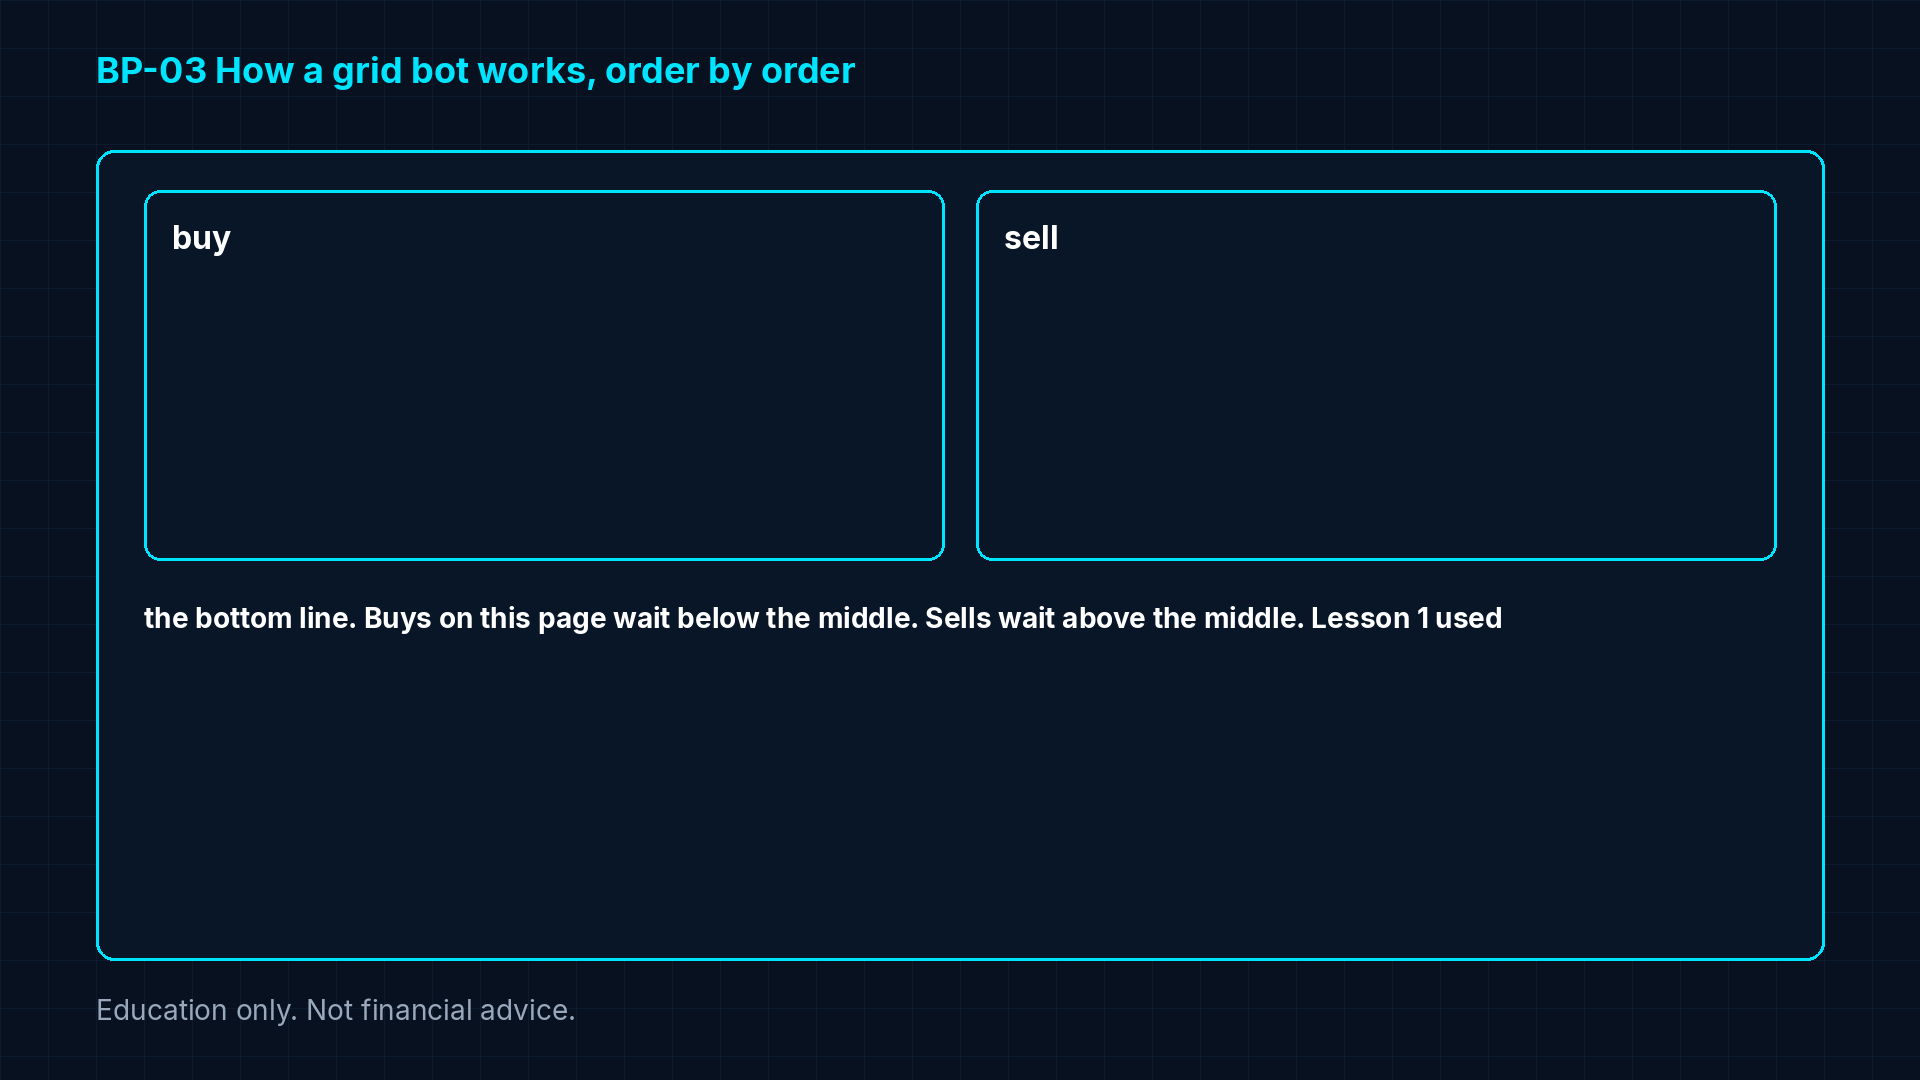 BP-03 How a grid bot works, order by order
buy
sell
the bottom line. Buys on this page wait below the middle. Sells wait above the middle. Lesson 1 used
Education only. Not financial advice.